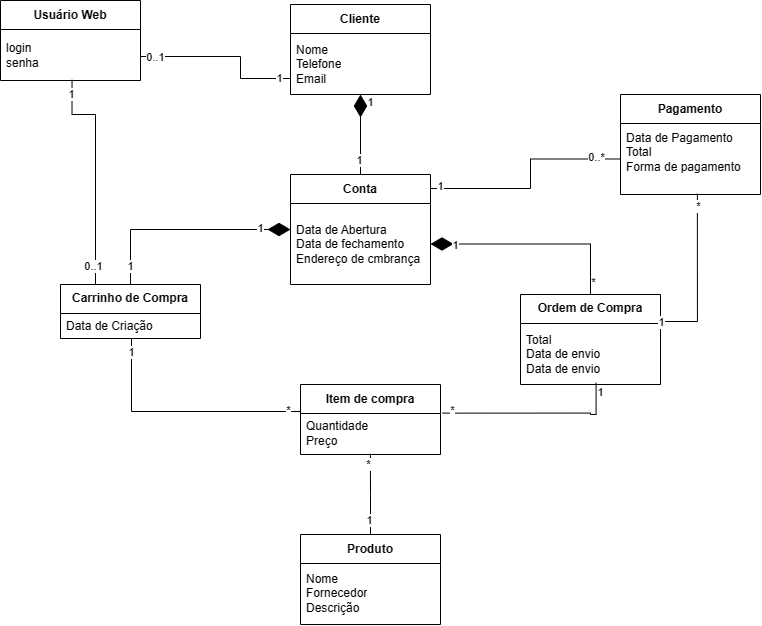 Usuário Web
login
senha
Cliente
Nome
Telefone
Email
0..1
1
1
1
1
Pagamento
Data de Pagamento
Total
Forma de pagamento
0..*
1
*
Conta
Data de Abertura
Data de fechamento
Endereço de cmbrança
1
1
0..1
1
*
Carrinho de Compra
Data de Criação
1
Ordem de Compra
Total
Data de envio
Data de envio
1
1
Item de compra
Quantidade
Preço
*
*
*
1
Produto
Nome
Fornecedor
Descrição